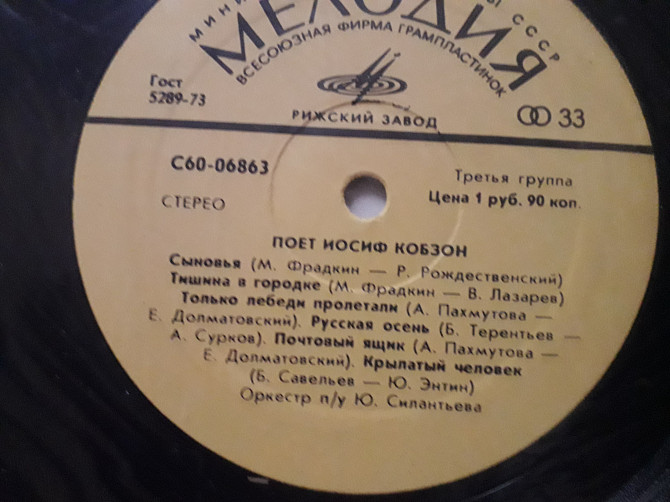 МЕЛОДИЯ
СССР
ВСЕСОЮЗНАЯ ФИРМА ГРАМПЛАСТИНОК
Гост
5289-73
РИЖСКИЙ ЗАВОД
33
С60-06863
Третья группа
СТЕРЕО
Цена 1 руб. 90 коп.
ПОЕТ ИОСИФ КОБЗОН
Сыновья (М. Фрадкин — Р. Рождественский)
Тишина в городке (М. Фрадкин — В. Лазарев)
Только лебеди пролетали (А. Пахмутова —
Е. Долматовский). Русская осень (Б. Терентьев —
А. Сурков). Почтовый ящик (А. Пахмутова —
Е. Долматовский). Крылатый человек
(Б. Савельев — Ю. Энтин)
Оркестр п/у Ю. Силантьева